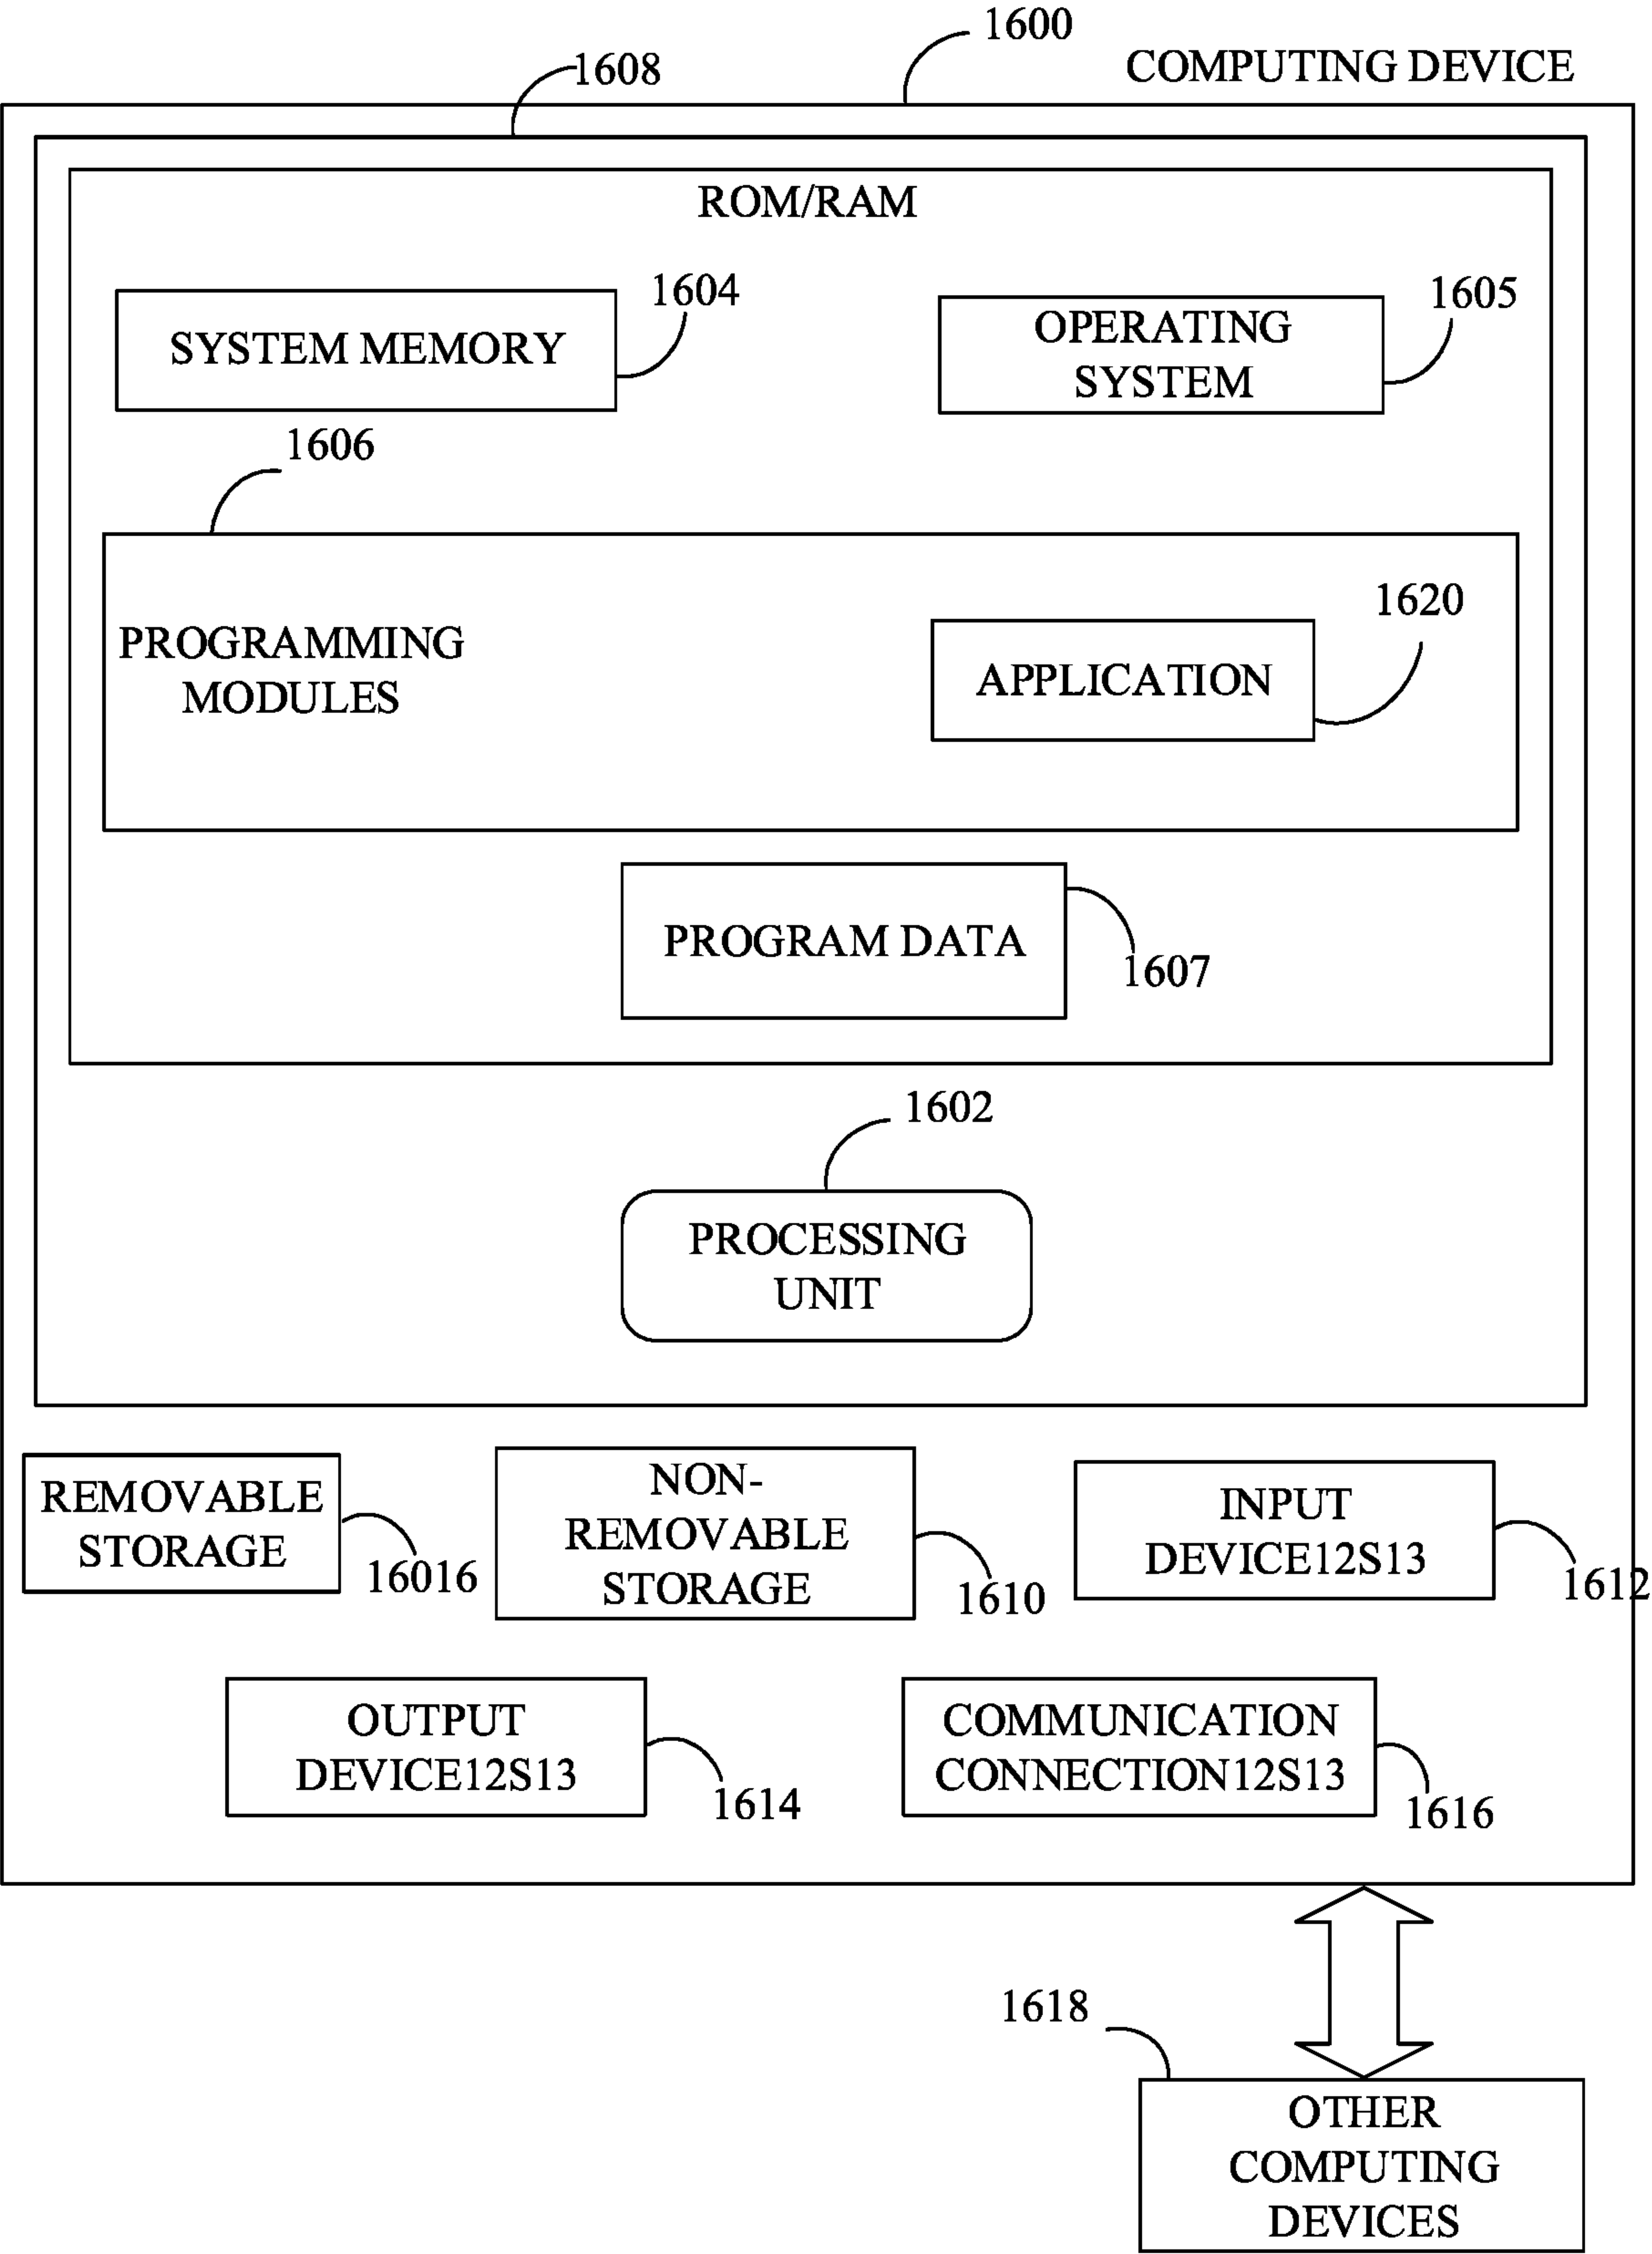 1600
COMPUTING DEVICE
1608
ROM/RAM
1604
1605
SYSTEM MEMORY
OPERATING
SYSTEM
1606
1620
PROGRAMMING
MODULES
APPLICATION
PROGRAM DATA
1607
1602
PROCESSING
UNIT
REMOVABLE
STORAGE
16016
NON-
REMOVABLE
STORAGE
1610
INPUT
DEVICE12S13
1612
OUTPUT
DEVICE12S13
1614
COMMUNICATION
CONNECTION12S13
1616
1618
OTHER
COMPUTING
DEVICES